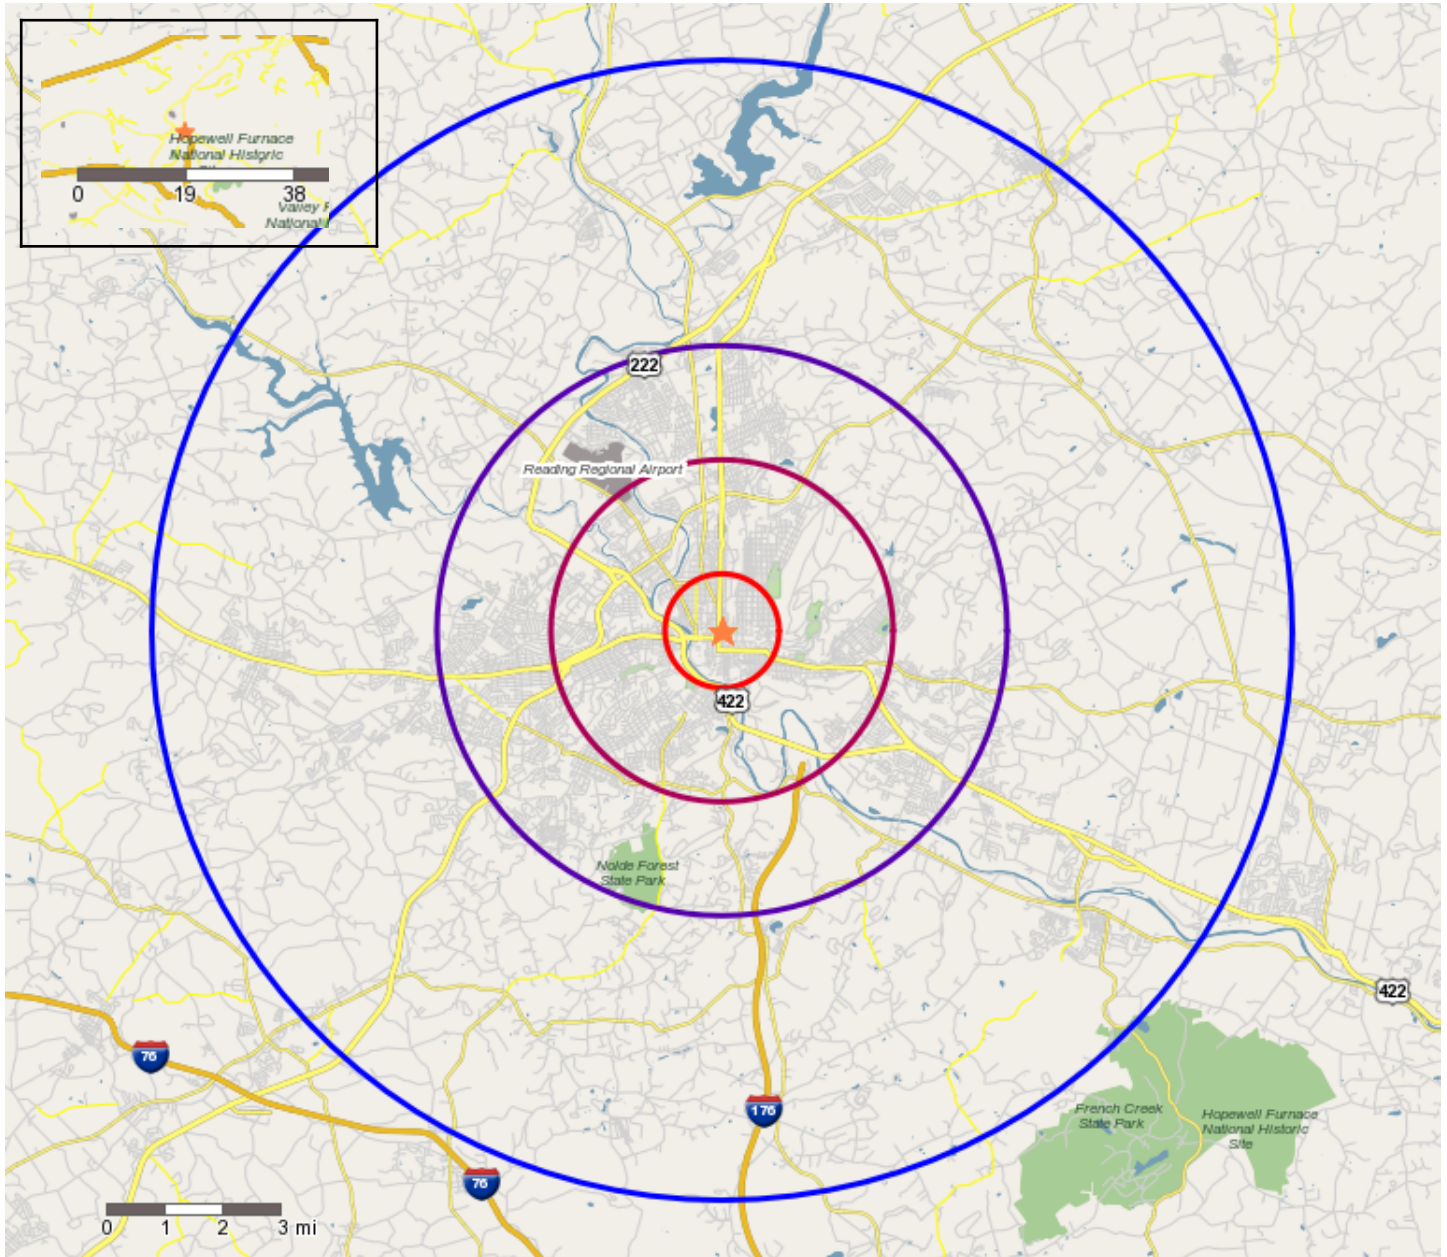 Hopewell Furnace
National Historic
0 19 38
Valley F
National
222
Reading Regional Airport
422
Nolde Forest
State Park
422
76
French Creek
State Park
Hopewell Furnace
National Historic
Site
176
76
0 1 2 3 mi